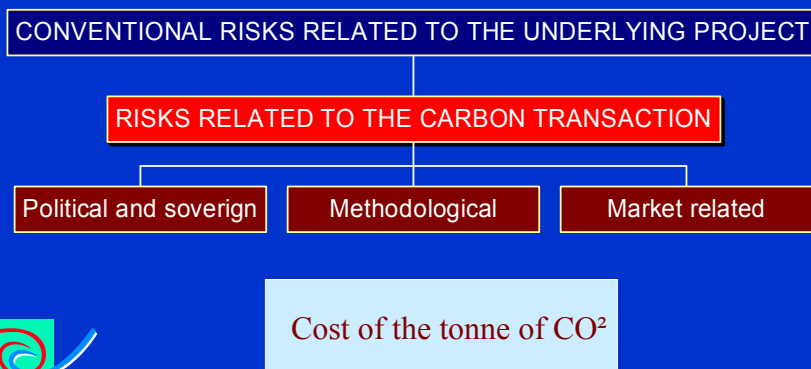 CONVENTIONAL RISKS RELATED TO THE UNDERLYING PROJECT
RISKS RELATED TO THE CARBON TRANSACTION
Political and soverign
Methodological
Market related
Cost of the tonne of CO²